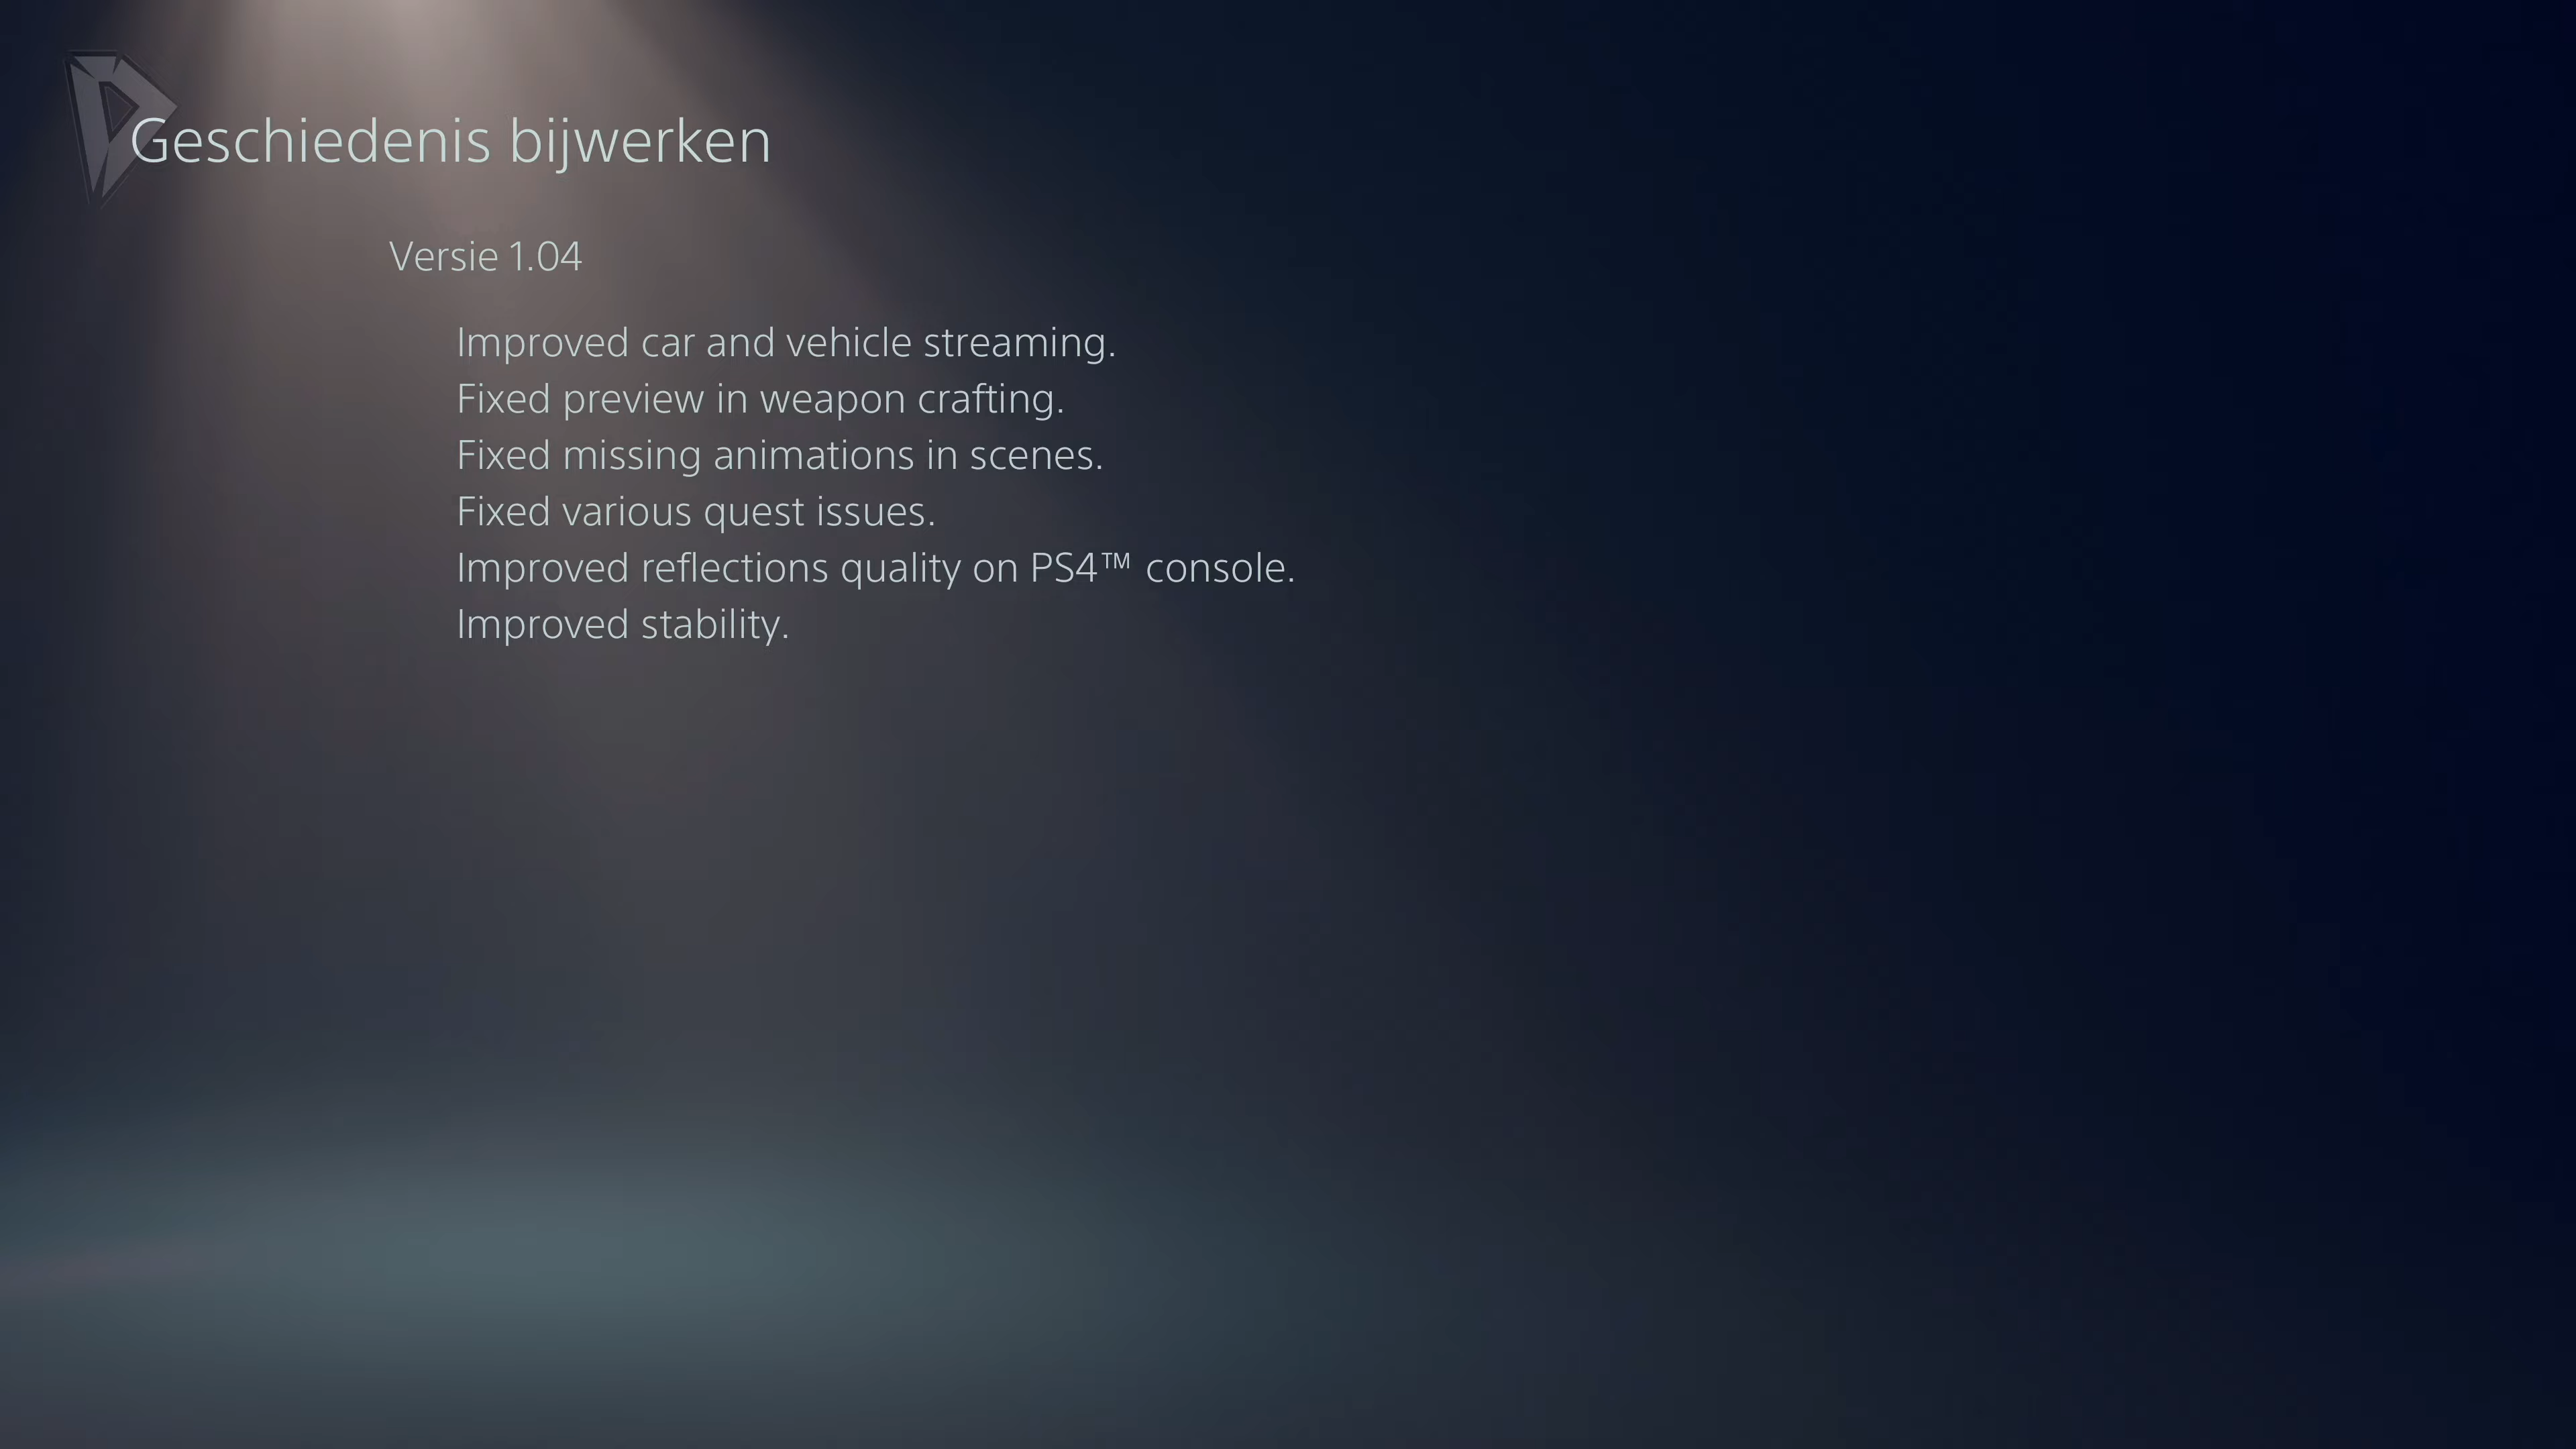 Geschiedenis bijwerken
Versie 1.04
Improved car and vehicle streaming.
Fixed preview in weapon crafting.
Fixed missing animations in scenes.
Fixed various quest issues.
Improved reflections quality on PS4™ console.
Improved stability.